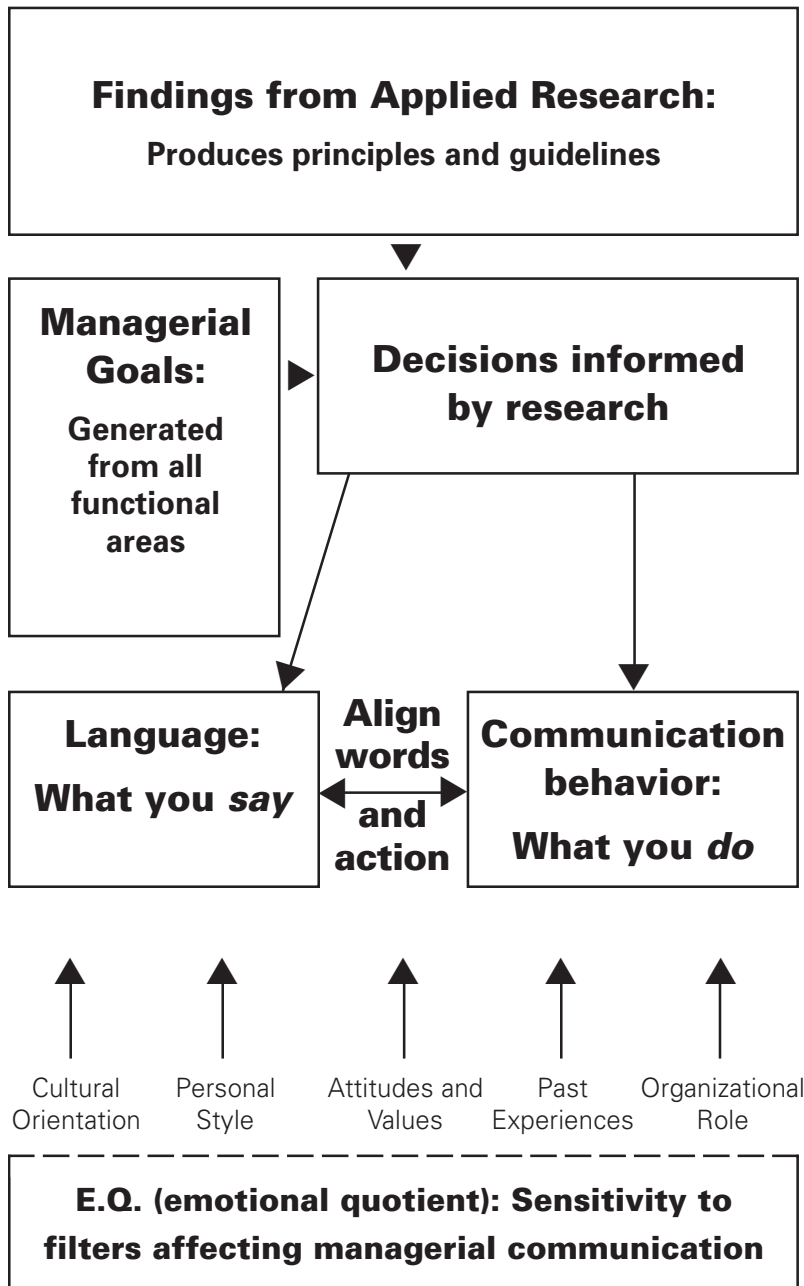 Findings from Applied Research:
Produces principles and guidelines
Managerial
Goals:
Generated
from all
functional
areas
Decisions informed
by research
Language:
What you say
Align
words
and
action
Communication
behavior:
What you do
Cultural
Orientation
Personal
Style
Attitudes and
Values
Past
Experiences
Organizational
Role
E.Q. (emotional quotient): Sensitivity to
filters affecting managerial communication